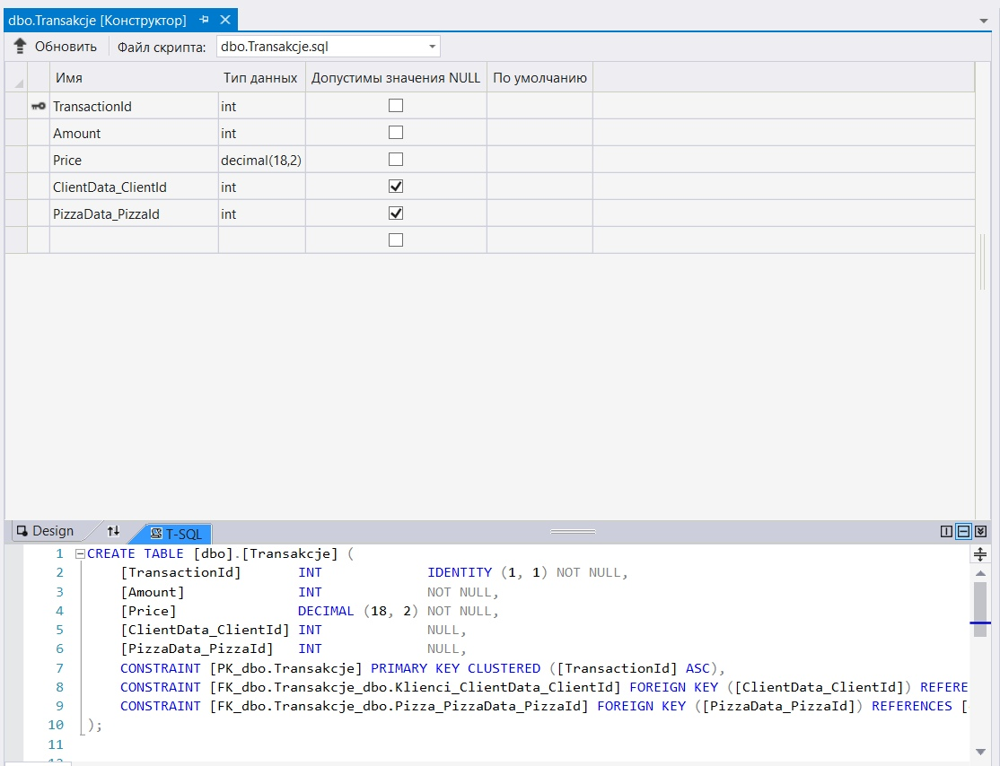 dbo.Transakcje [Конструктор]
Обновить Файл скрипта: dbo.Transakcje.sql
Имя Тип данных Допустимы значения NULL По умолчанию
TransactionId int
Amount int
Price decimal(18,2)
ClientData_ClientId int
PizzaData_PizzaId int
Design T-SQL
1 CREATE TABLE [dbo].[Transakcje] (
2 [TransactionId] INT IDENTITY (1, 1) NOT NULL,
3 [Amount] INT NOT NULL,
4 [Price] DECIMAL (18, 2) NOT NULL,
5 [ClientData_ClientId] INT NULL,
6 [PizzaData_PizzaId] INT NULL,
7 CONSTRAINT [PK_dbo.Transakcje] PRIMARY KEY CLUSTERED ([TransactionId] ASC),
8 CONSTRAINT [FK_dbo.Transakcje_dbo.Klienci_ClientData_ClientId] FOREIGN KEY ([ClientData_ClientId]) REFERE
9 CONSTRAINT [FK_dbo.Transakcje_dbo.Pizza_PizzaData_PizzaId] FOREIGN KEY ([PizzaData_PizzaId]) REFERENCES [
10 );
11